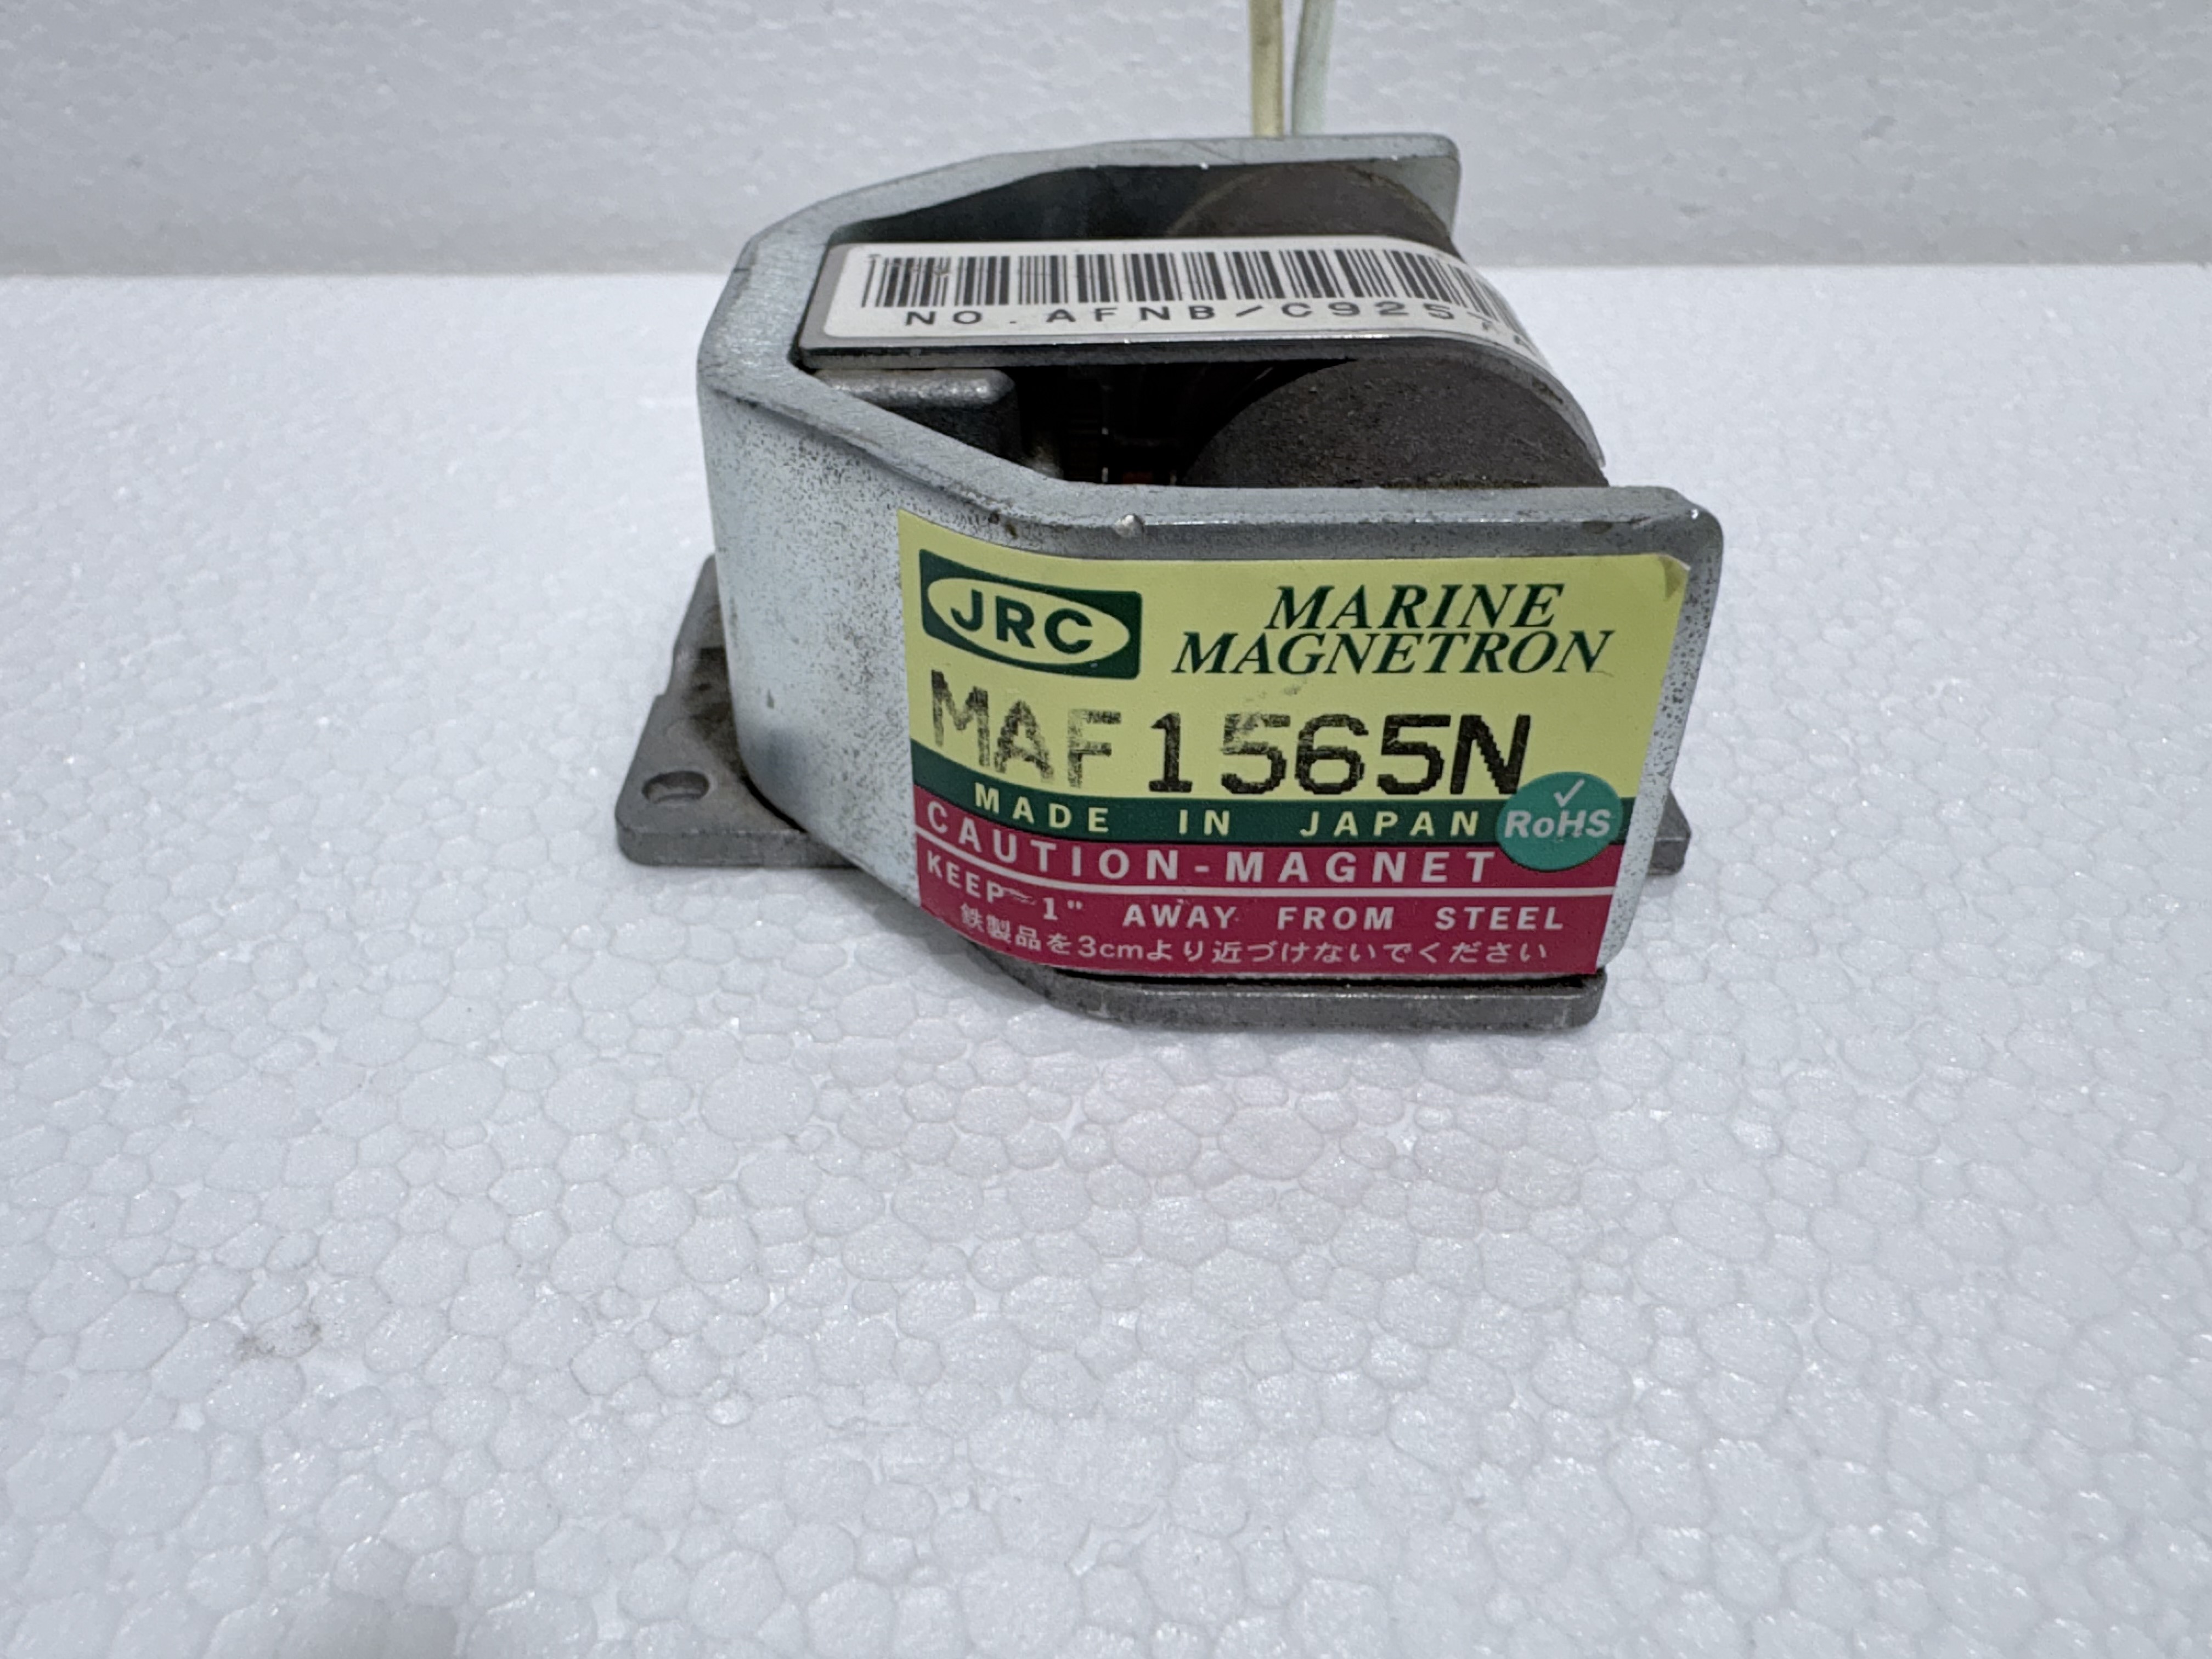 NO. AFNB/C925
JRC
MARINE
MAGNETRON
MAF1565N
MADE IN JAPAN
RoHS
CAUTION-MAGNET
KEEP 1" AWAY FROM STEEL
鉄製品を3cmより近づけないでください